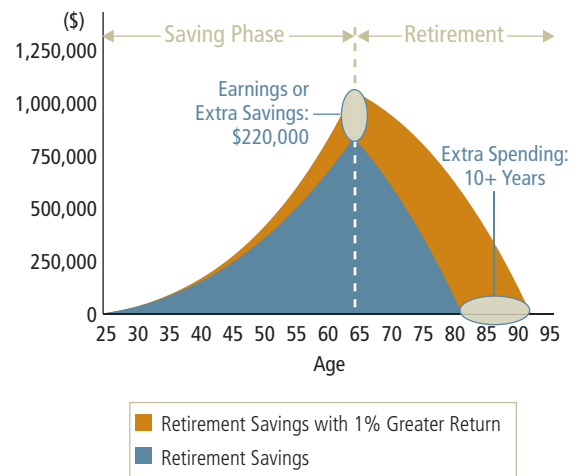 ($)
Saving Phase
Retirement
1,250,000
1,000,000
750,000
500,000
250,000
0
Earnings or
Extra Savings:
$220,000
Extra Spending:
10+ Years
25 30 35 40 45 50 55 60 65 70 75 80 85 90 95
Age
Retirement Savings with 1% Greater Return
Retirement Savings